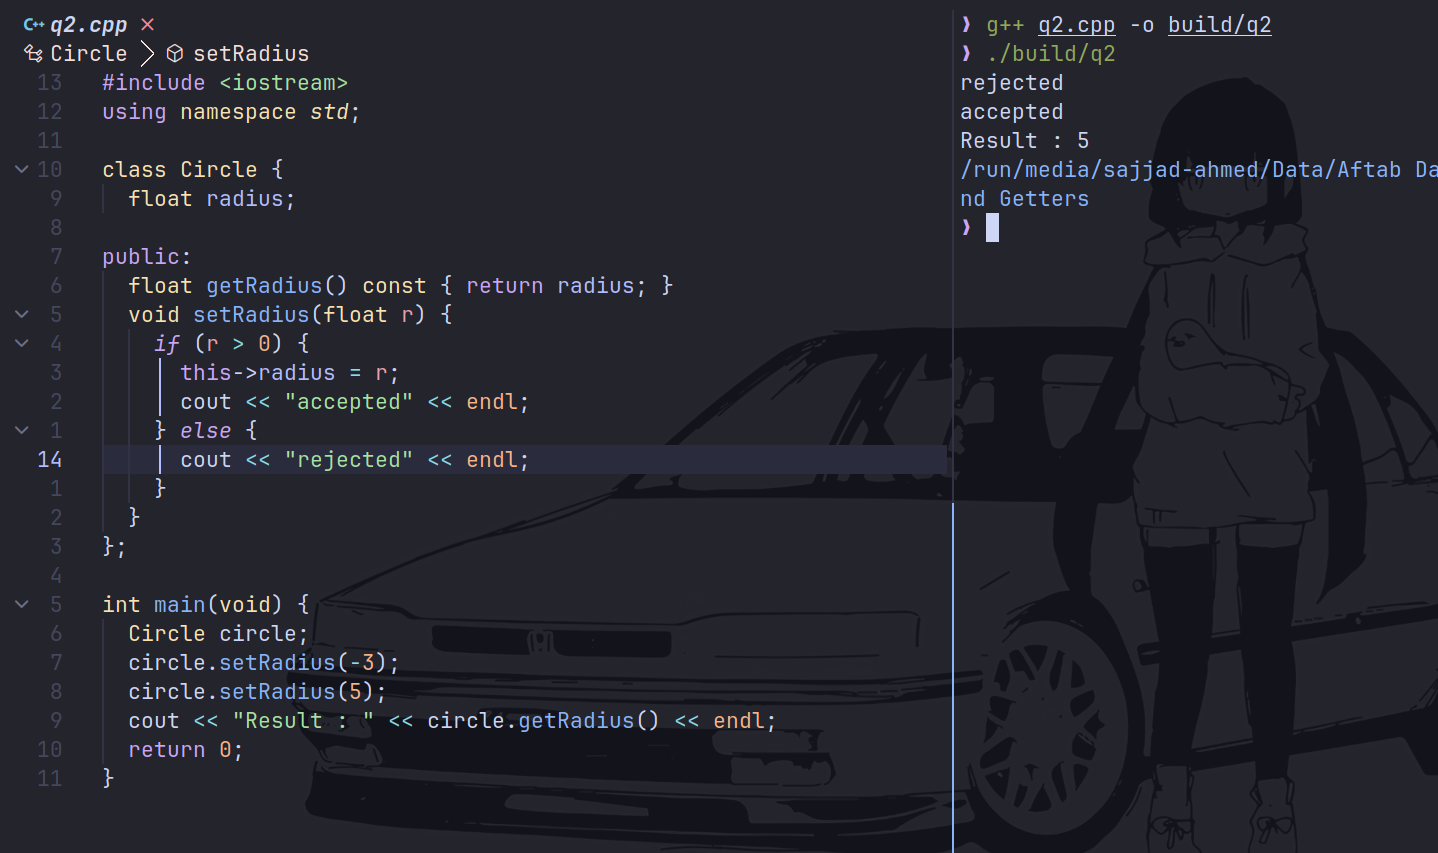 C++ q2.cpp ×
Circle > setRadius
13 #include <iostream>
12 using namespace std;
11
10 class Circle {
9 float radius;
8
7 public:
6 float getRadius() const { return radius; }
5 void setRadius(float r) {
4 if (r > 0) {
3 this->radius = r;
2 cout << "accepted" << endl;
1 } else {
14 cout << "rejected" << endl;
1 }
2 }
3 };
4
5 int main(void) {
6 Circle circle;
7 circle.setRadius(-3);
8 circle.setRadius(5);
9 cout << "Result : " << circle.getRadius() << endl;
10 return 0;
11 }
❯ g++ q2.cpp -o build/q2
❯ ./build/q2
rejected
accepted
Result : 5
/run/media/sajjad-ahmed/Data/Aftab Da
nd Getters
❯